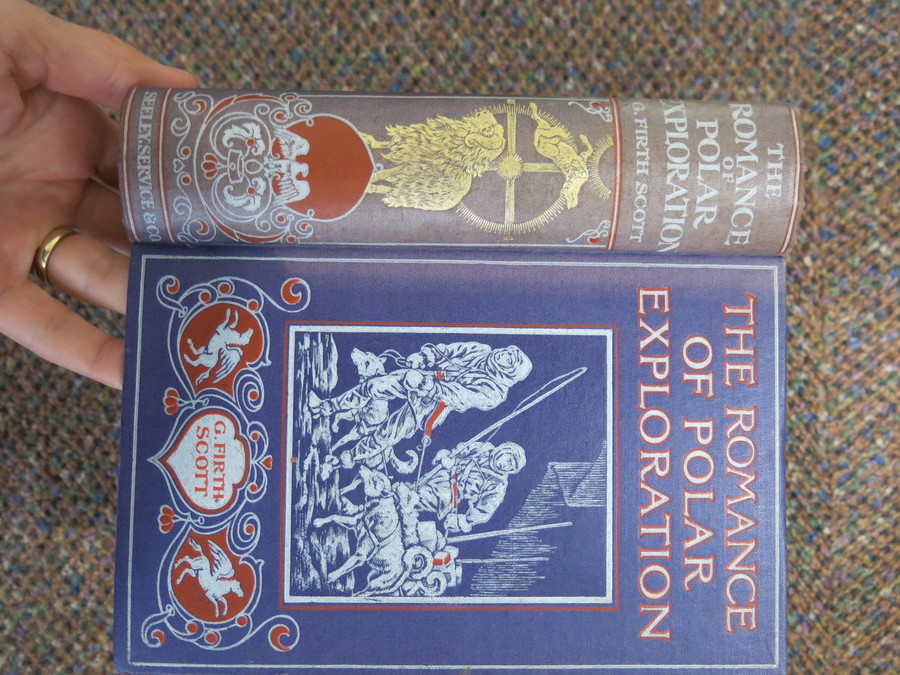 THE
ROMANCE
OF
POLAR
EXPLORATION
G. FIRTH SCOTT
SEELEY, SERVICE & Co
THE ROMANCE
OF POLAR
EXPLORATION
G. FIRTH
SCOTT